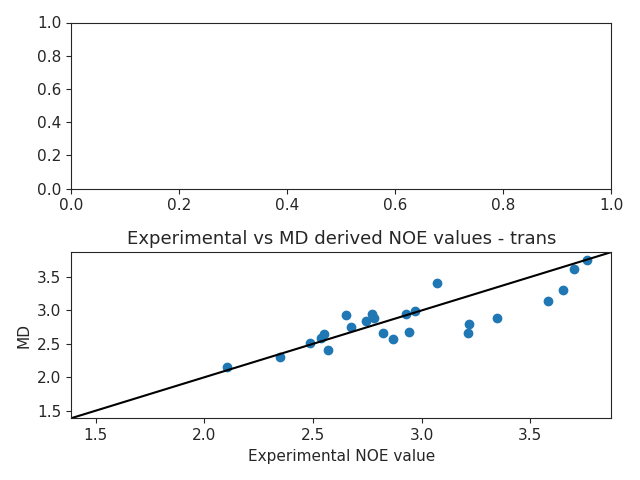 1.0
0.8
0.6
0.4
0.2
0.0
0.0 0.2 0.4 0.6 0.8 1.0
Experimental vs MD derived NOE values - trans
3.5
3.0
2.5
2.0
1.5
MD
1.5 2.0 2.5 3.0 3.5
Experimental NOE value